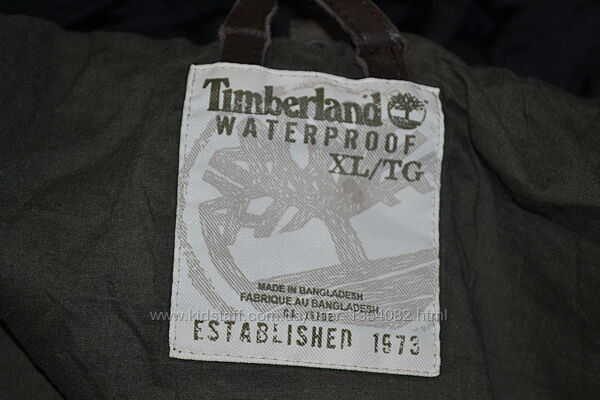 Timberland
WATERPROOF
XL/TG
MADE IN BANGLADESH
FABRIQUE AU BANGLADESH
ESTABLISHED 1973